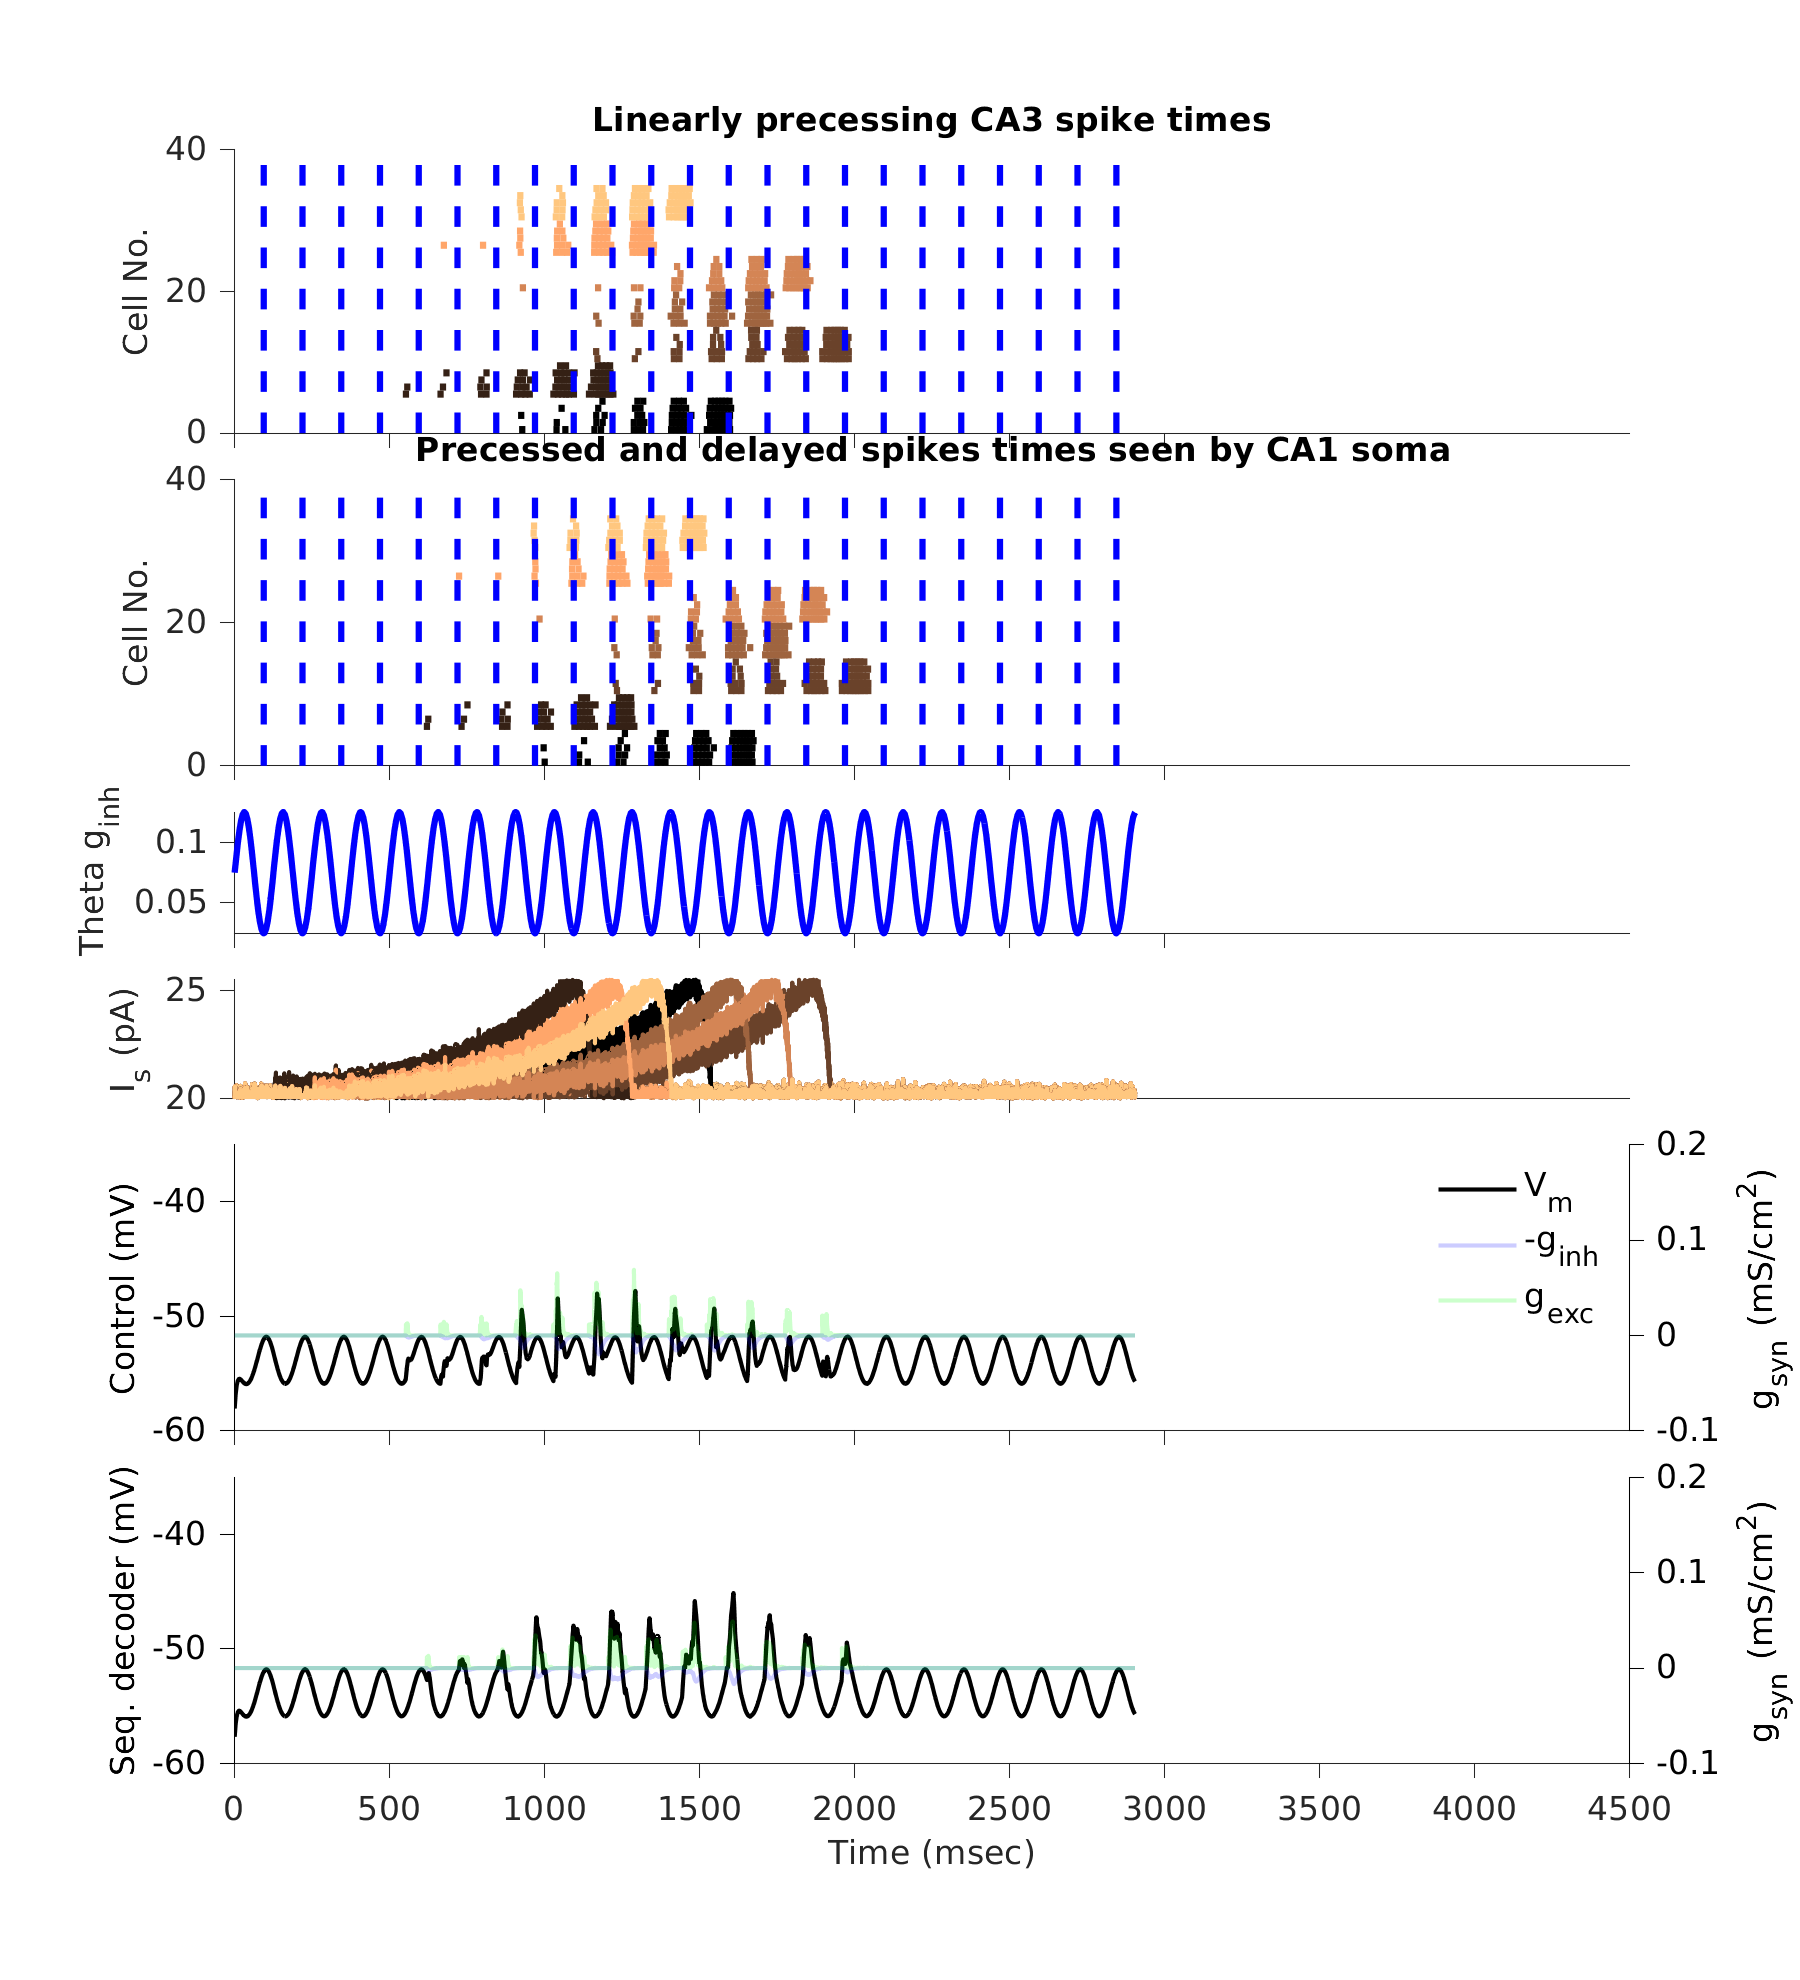 Linearly precessing CA3 spike times
40
20
0
Cell No.
Precessed and delayed spikes times seen by CA1 soma
40
20
0
Cell No.
0.1
0.05
Theta g_inh
25
20
I_s (pA)
-40
-50
-60
Control (mV)
V_m
-g_inh
g_exc
0.2
0.1
0
-0.1
g_syn (mS/cm^2)
-40
-50
-60
Seq. decoder (mV)
0.2
0.1
0
-0.1
g_syn (mS/cm^2)
0 500 1000 1500 2000 2500 3000 3500 4000 4500
Time (msec)